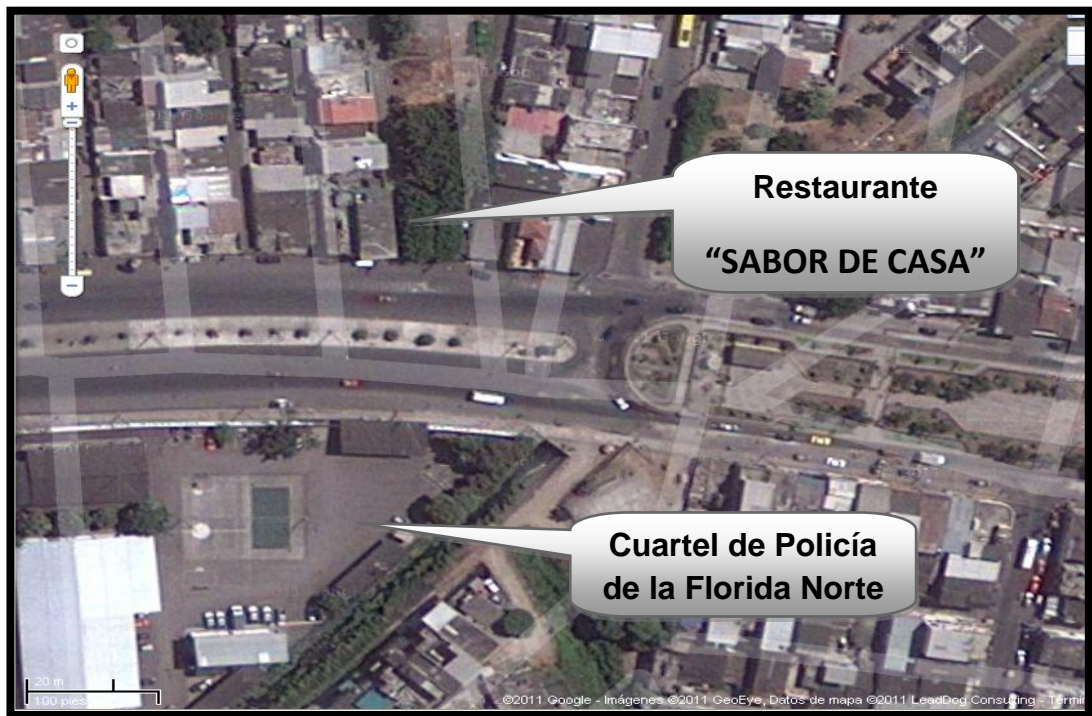 Restaurante
“SABOR DE CASA”
Cuartel de Policía
de la Florida Norte
20 m
100 pies
©2011 Google - Imágenes ©2011 GeoEye, Datos de mapa ©2011 LeadDog Consulting - Térmi